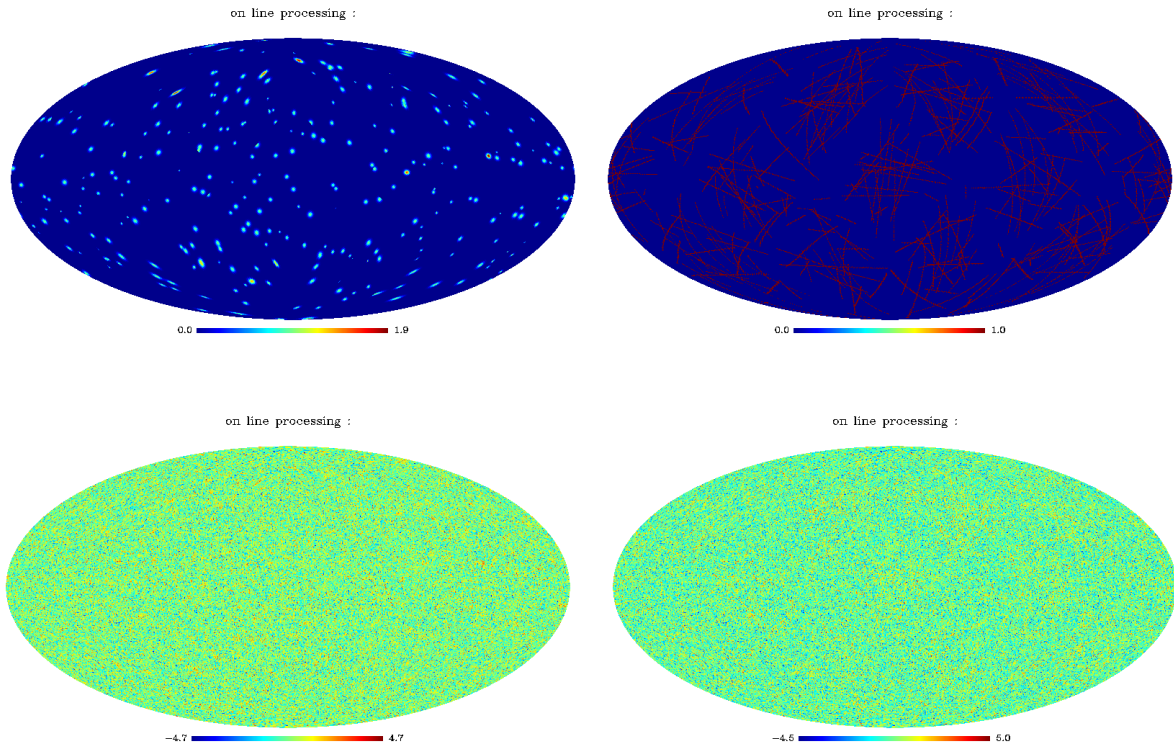 on line processing :
on line processing :
0.0 1.9
0.0 1.0
on line processing :
on line processing :
−4.7 4.7
−4.5 5.0